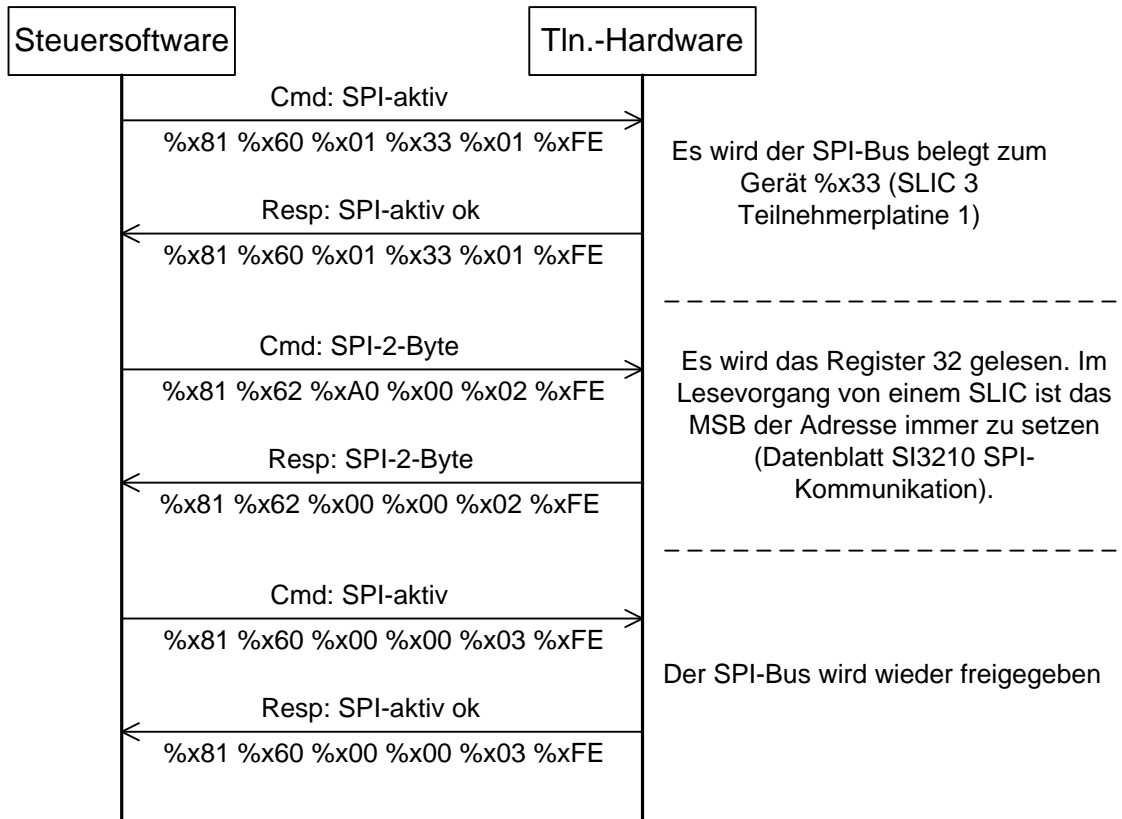 Steuersoftware
Tln.-Hardware
Cmd: SPI-aktiv
%x81 %x60 %x01 %x33 %x01 %xFE
Es wird der SPI-Bus belegt zum
Gerät %x33 (SLIC 3
Teilnehmerplatine 1)
Resp: SPI-aktiv ok
%x81 %x60 %x01 %x33 %x01 %xFE
Cmd: SPI-2-Byte
%x81 %x62 %xA0 %x00 %x02 %xFE
Es wird das Register 32 gelesen. Im
Lesevorgang von einem SLIC ist das
MSB der Adresse immer zu setzen
(Datenblatt SI3210 SPI-
Kommunikation).
Resp: SPI-2-Byte
%x81 %x62 %x00 %x00 %x02 %xFE
Cmd: SPI-aktiv
%x81 %x60 %x00 %x00 %x03 %xFE
Der SPI-Bus wird wieder freigegeben
Resp: SPI-aktiv ok
%x81 %x60 %x00 %x00 %x03 %xFE